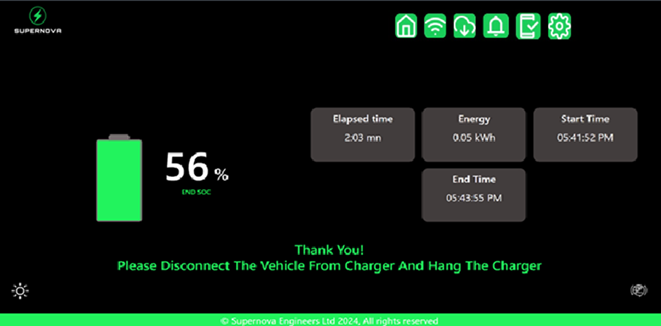 SUPERNOVA
Elapsed time
2:03 mn
Energy
0.05 kWh
Start Time
05:41:52 PM
56 %
END SOC
End Time
05:43:55 PM
Thank You!
Please Disconnect The Vehicle From Charger And Hang The Charger
© Supernova Engineers Ltd 2024, All rights reserved